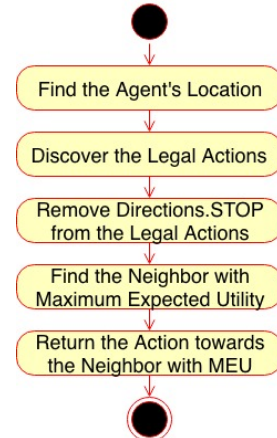 Find the Agent's Location
Discover the Legal Actions
Remove Directions.STOP
from the Legal Actions
Find the Neighbor with
Maximum Expected Utility
Return the Action towards
the Neighbor with MEU